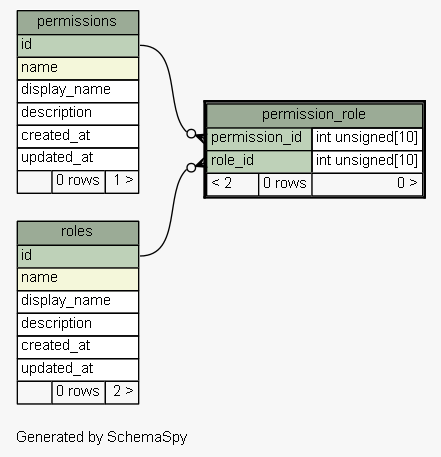 permissions
id
name
display_name
description
created_at
updated_at
0 rows 1 >
permission_role
permission_id int unsigned[10]
role_id int unsigned[10]
< 2 0 rows 0 >
roles
id
name
display_name
description
created_at
updated_at
0 rows 2 >
Generated by SchemaSpy